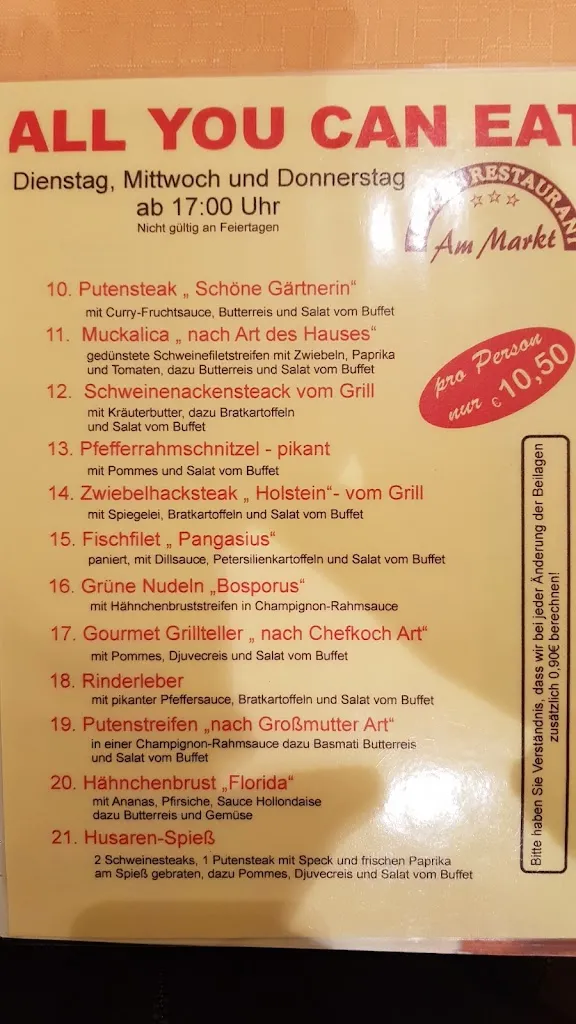 ALL YOU CAN EAT
Dienstag, Mittwoch und Donnerstag
ab 17:00 Uhr
Nicht gültig an Feiertagen
RESTAURANT
Am Markt
10. Putensteak „ Schöne Gärtnerin“
mit Curry-Fruchtsauce, Butterreis und Salat vom Buffet
11. Muckalica „ nach Art des Hauses“
gedünstete Schweinefiletstreifen mit Zwiebeln, Paprika
und Tomaten, dazu Butterreis und Salat vom Buffet
pro Person
nur € 10,50
12. Schweinenackensteack vom Grill
mit Kräuterbutter, dazu Bratkartoffeln
und Salat vom Buffet
13. Pfefferrahmschnitzel - pikant
mit Pommes und Salat vom Buffet
14. Zwiebelhacksteak „ Holstein“- vom Grill
mit Spiegelei, Bratkartoffeln und Salat vom Buffet
15. Fischfilet „ Pangasius“
paniert, mit Dillsauce, Petersilienkartoffeln und Salat vom Buffet
16. Grüne Nudeln „Bosporus“
mit Hähnchenbruststreifen in Champignon-Rahmsauce
17. Gourmet Grillteller „ nach Chefkoch Art“
mit Pommes, Djuvecreis und Salat vom Buffet
18. Rinderleber
mit pikanter Pfeffersauce, Bratkartoffeln und Salat vom Buffet
19. Putenstreifen „nach Großmutter Art“
in einer Champignon-Rahmsauce dazu Basmati Butterreis
und Salat vom Buffet
20. Hähnchenbrust „Florida“
mit Ananas, Pfirsiche, Sauce Hollondaise
dazu Butterreis und Gemüse
21. Husaren-Spieß
2 Schweinesteaks, 1 Putensteak mit Speck und frischen Paprika
am Spieß gebraten, dazu Pommes, Djuvecreis und Salat vom Buffet
Bitte haben Sie Verständnis, dass wir bei jeder Änderung der Beilagen
zusätzlich 0,90€ berechnen!